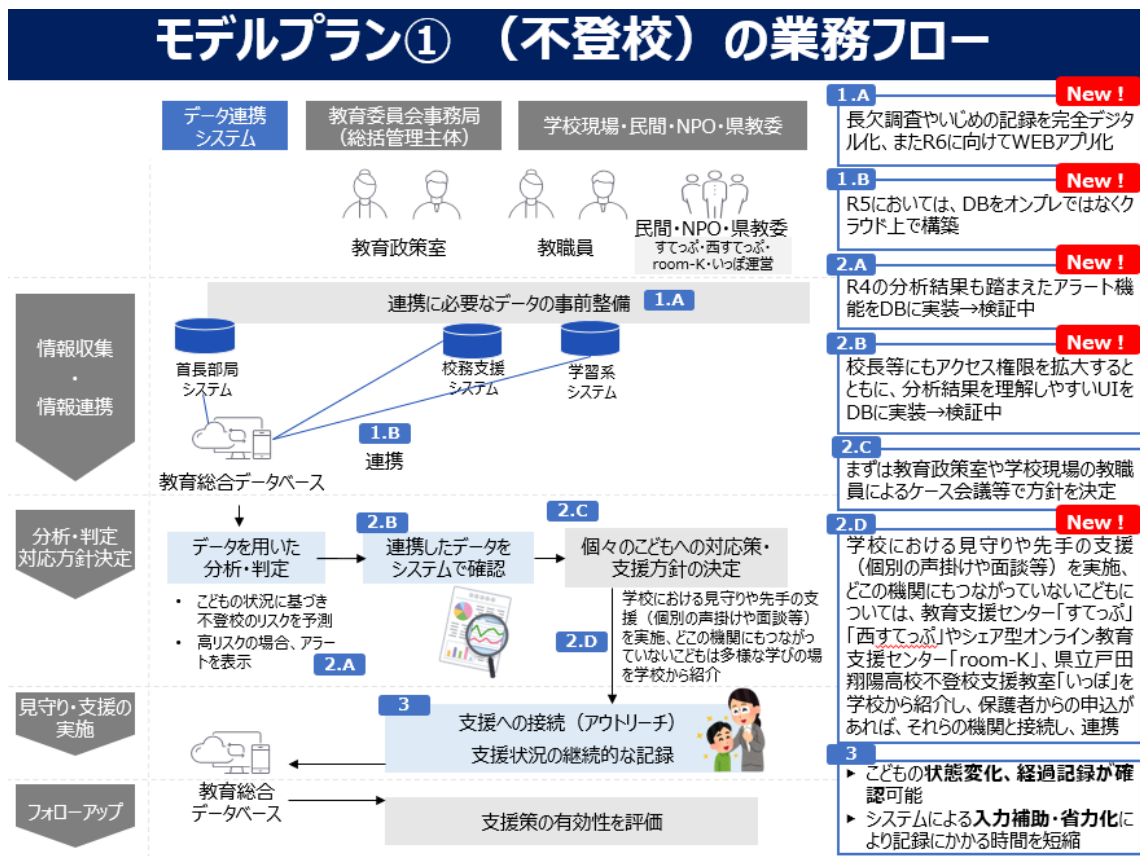 モデルプラン① （不登校）の業務フロー
データ連携
システム
教育委員会事務局
（総括管理主体）
学校現場・民間・NPO・県教委
教育政策室
教職員
民間・NPO・県教委
すてっぷ・西すてっぷ・
room-K・いっぽ運営
情報収集
・
情報連携
連携に必要なデータの事前整備
1.A
首長部局
システム
校務支援
システム
学習系
システム
1.B
連携
教育総合データベース
分析・判定
対応方針決定
データを用いた
分析・判定
2.B
連携したデータを
システムで確認
2.C
個々のこどもへの対応策・
支援方針の決定
• こどもの状況に基づき
不登校のリスクを予測
• 高リスクの場合、アラー
トを表示
2.A
学校における見守りや先手の支
援（個別の声掛けや面談等）
を実施、どこの機関にもつながっ
ていないこどもは多様な学びの場
を学校から紹介
2.D
見守り・支援の
実施
3
支援への接続（アウトリーチ）
支援状況の継続的な記録
教育総合
データベース
フォローアップ
支援策の有効性を評価
1.A
New！
長欠調査やいじめの記録を完全デジタ
ル化、またR6に向けてWEBアプリ化
1.B
New！
R5においては、DBをオンプレではなくク
ラウド上で構築
2.A
New！
R4の分析結果も踏まえたアラート機
能をDBに実装→検証中
2.B
New！
校長等にもアクセス権限を拡大すると
ともに、分析結果を理解しやすいUIを
DBに実装→検証中
2.C
まずは教育政策室や学校現場の教職
員によるケース会議等で方針を決定
2.D
New！
学校における見守りや先手の支援
（個別の声掛けや面談等）を実施、
どこの機関にもつながっていないこどもに
ついては、教育支援センター「すてっぷ」
「西すてっぷ」やシェア型オンライン教育
支援センター「room-K」、県立戸田
翔陽高校不登校支援教室「いっぽ」を
学校から紹介し、保護者からの申込が
あれば、それらの機関と接続し、連携
3
▶ こどもの状態変化、経過記録が確
認可能
▶ システムによる入力補助・省力化に
より記録にかかる時間を短縮